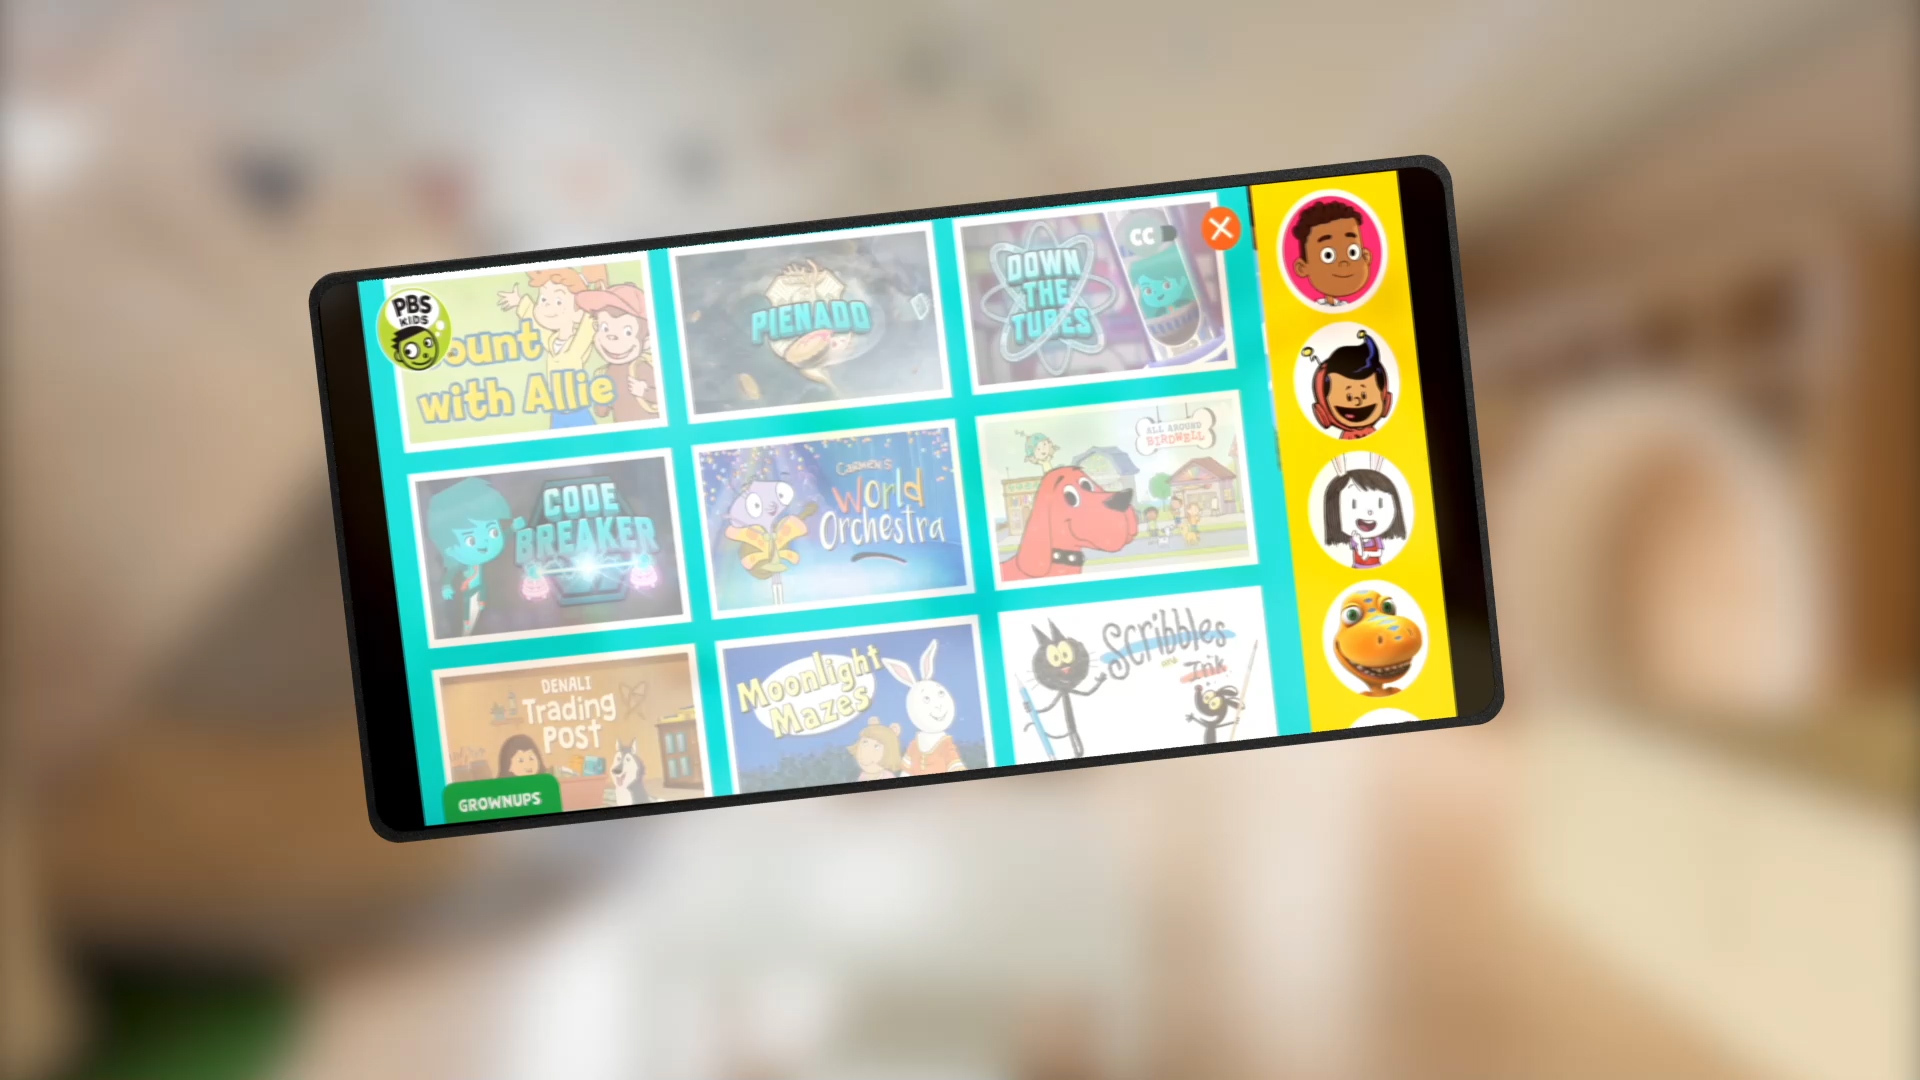 PBS
KIDS
ount
with Allie
PIENADO
DOWN
THE
TUBES
CC
CODE
BREAKER
CARMEN'S
World
Orchestra
ALL AROUND
BIRDWELL
DENALI
Trading
POST
Moonlight
Mazes
Scribbles
AND
Ink
GROWNUPS